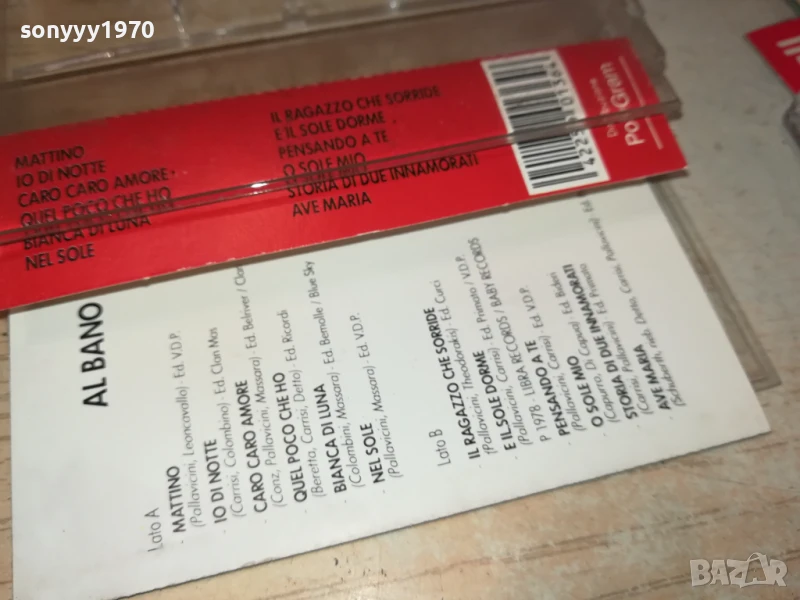 sonyyy1970
MATTINO
IO DI NOTTE
CARO CARO AMORE
QUEL POCO CHE HO
BIANCA DI LUNA
NEL SOLE
IL RAGAZZO CHE SORRIDE
E IL SOLE DORME
PENSANDO A TE
O SOLE MIO
STORIA DI DUE INNAMORATI
AVE MARIA
AL BANO
Lato A
MATTINO
(Pallavicini, Leoncavallo) - Ed. V.D.P.
IO DI NOTTE
(Carrisi, Colombino) - Ed. Clan Mas
CARO CARO AMORE
(Conz, Pallavicini, Massara) - Ed. Belriver / Clan
QUEL POCO CHE HO
(Beretta, Carrisi, Detto) - Ed. Ricordi
BIANCA DI LUNA
(Colombini, Massara) - Ed. Bemolle / Blue Sky
NEL SOLE
(Pallavicini, Massara) - Ed. V.D.P.
Lato B
IL RAGAZZO CHE SORRIDE
(Pallavicini, Theodorakis) - Ed. Curci
E IL SOLE DORME
(Pallavicini, Carrisi) - Ed. Primato / V.D.P.
P 1978 - LIBRA RECORDS / BABY RECORDS
PENSANDO A TE
(Pallavicini, Carrisi) - Ed. V.D.P.
O SOLE MIO
(Capurro, Di Capua) - Ed. Biden
STORIA DI DUE INNAMORATI
(Carrisi, Pallavicini) - Ed. Primato
AVE MARIA
(Schubert, rieb. Detto, Carrisi, Pallavicini) - Ed.
BAZAR